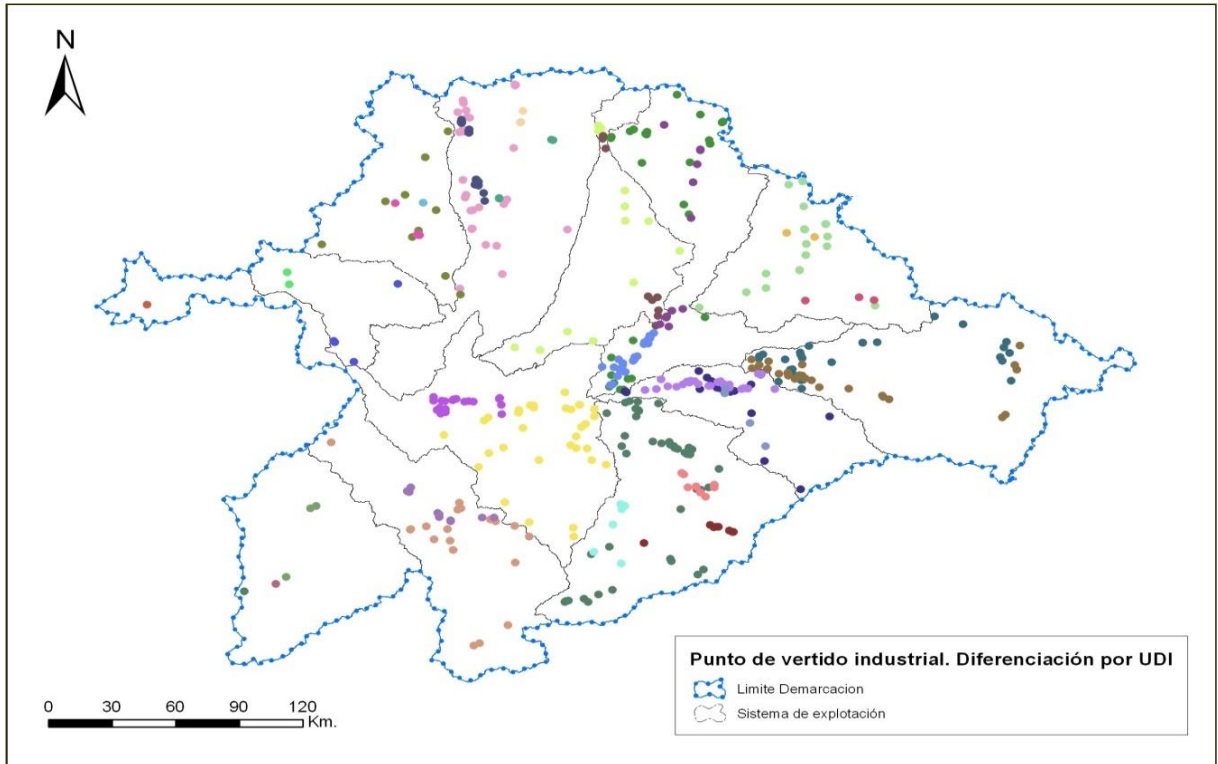 N
Punto de vertido industrial. Diferenciación por UDI
Limite Demarcacion
Sistema de explotación
0 30 60 90 120
Km.